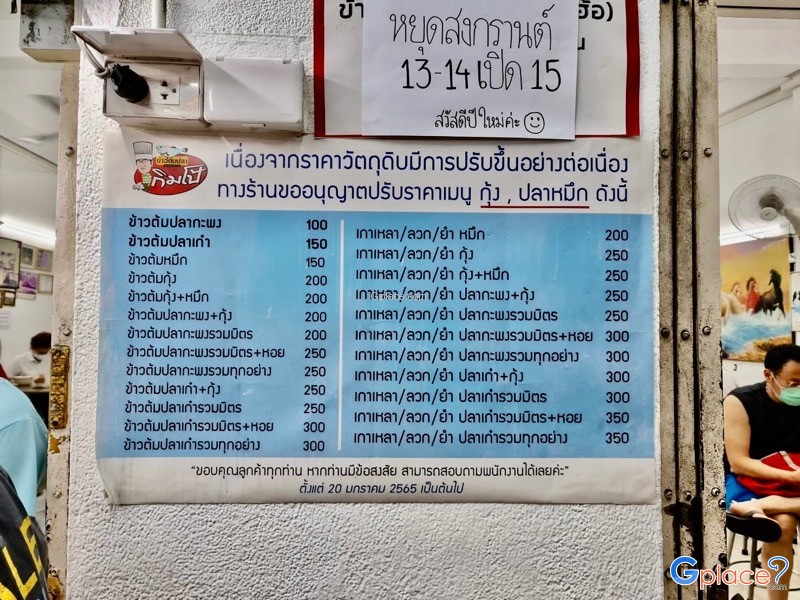 หยุดสงกรานต์
13-14 เปิด 15
สวัสดีปีใหม่ค่ะ
ข้าวต้มปลา
กิมโป้
เนื่องจากราคาวัตถุดิบมีการปรับขึ้นอย่างต่อเนื่อง
ทางร้านขออนุญาตปรับราคาเมนู กุ้ง , ปลาหมึก ดังนี้
ข้าวต้มปลากะพง 100
ข้าวต้มปลาเก๋า 150
ข้าวต้มหมึก 150
ข้าวต้มกุ้ง 200
ข้าวต้มกุ้ง+หมึก 200
ข้าวต้มปลากะพง+กุ้ง 200
ข้าวต้มปลากะพงรวมมิตร 200
ข้าวต้มปลากะพงรวมมิตร+หอย 250
ข้าวต้มปลากะพงรวมทุกอย่าง 250
ข้าวต้มปลาเก๋า+กุ้ง 250
ข้าวต้มปลาเก๋ารวมมิตร 250
ข้าวต้มปลาเก๋ารวมมิตร+หอย 300
ข้าวต้มปลาเก๋ารวมทุกอย่าง 300
เกาเหลา/ลวก/ยำ หมึก 200
เกาเหลา/ลวก/ยำ กุ้ง 250
เกาเหลา/ลวก/ยำ กุ้ง+หมึก 250
เกาเหลา/ลวก/ยำ ปลากะพง+กุ้ง 250
เกาเหลา/ลวก/ยำ ปลากะพงรวมมิตร 250
เกาเหลา/ลวก/ยำ ปลากะพงรวมมิตร+หอย 300
เกาเหลา/ลวก/ยำ ปลากะพงรวมทุกอย่าง 300
เกาเหลา/ลวก/ยำ ปลาเก๋า+กุ้ง 300
เกาเหลา/ลวก/ยำ ปลาเก๋ารวมมิตร 300
เกาเหลา/ลวก/ยำ ปลาเก๋ารวมมิตร+หอย 350
เกาเหลา/ลวก/ยำ ปลาเก๋ารวมทุกอย่าง 350
“ขอบคุณลูกค้าทุกท่าน หากท่านมีข้อสงสัย สามารถสอบถามพนักงานได้เลยค่ะ”
ตั้งแต่ 20 มกราคม 2565 เป็นต้นไป
Gplace?.com